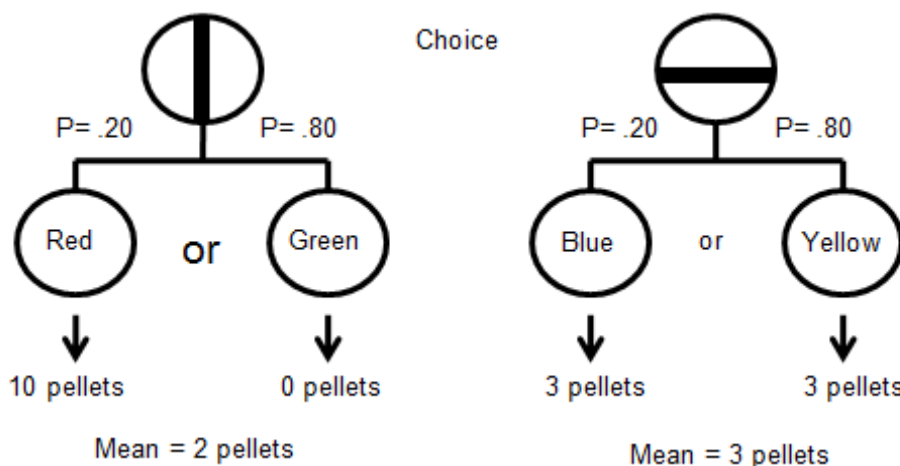 Choice
P= .20
P= .80
P= .20
P= .80
Red
or
Green
Blue
or
Yellow
10 pellets
0 pellets
3 pellets
3 pellets
Mean = 2 pellets
Mean = 3 pellets